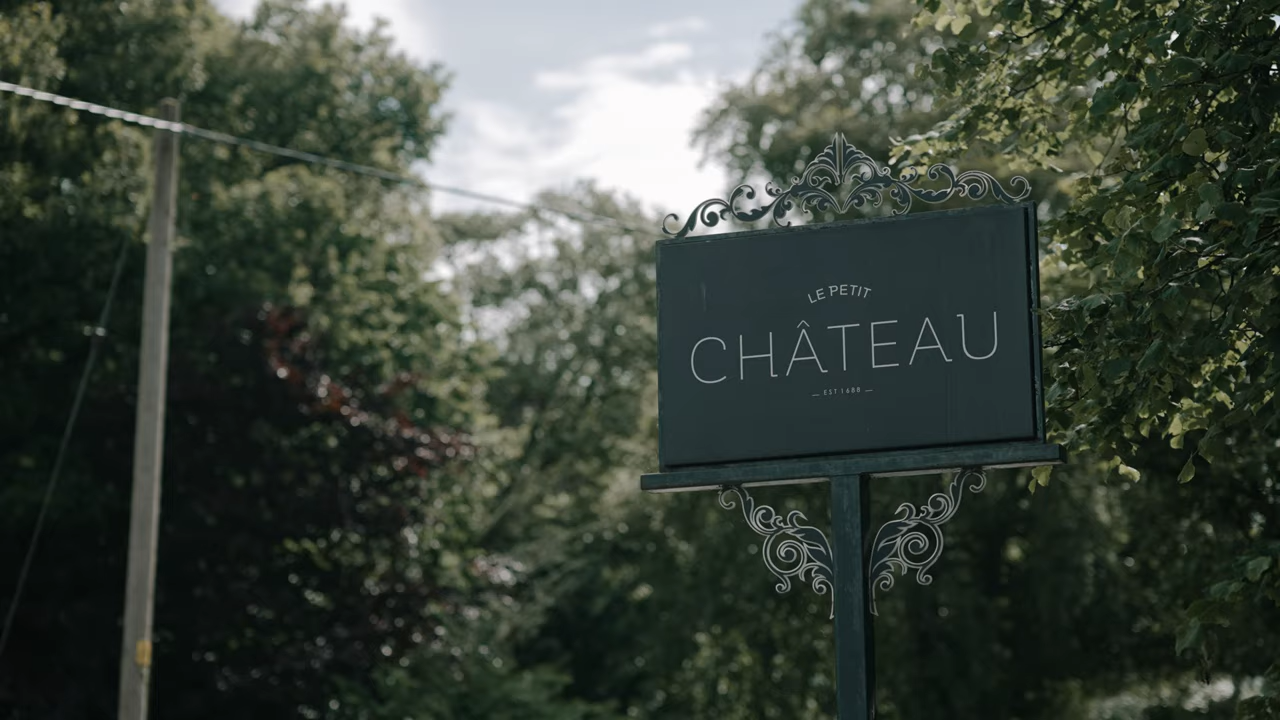 LE PETIT
CHÂTEAU
— EST 1688 —